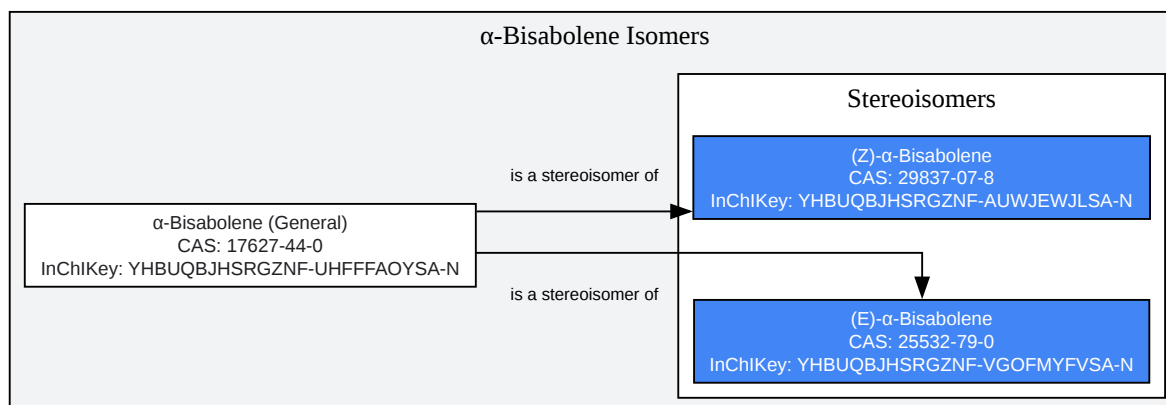 α-Bisabolene Isomers
Stereoisomers
(Z)-α-Bisabolene
CAS: 29837-07-8
InChIKey: YHBUQBJHSRGZNF-AUWJEWJLSA-N
is a stereoisomer of
α-Bisabolene (General)
CAS: 17627-44-0
InChIKey: YHBUQBJHSRGZNF-UHFFFAOYSA-N
is a stereoisomer of
(E)-α-Bisabolene
CAS: 25532-79-0
InChIKey: YHBUQBJHSRGZNF-VGOFMYFVSA-N